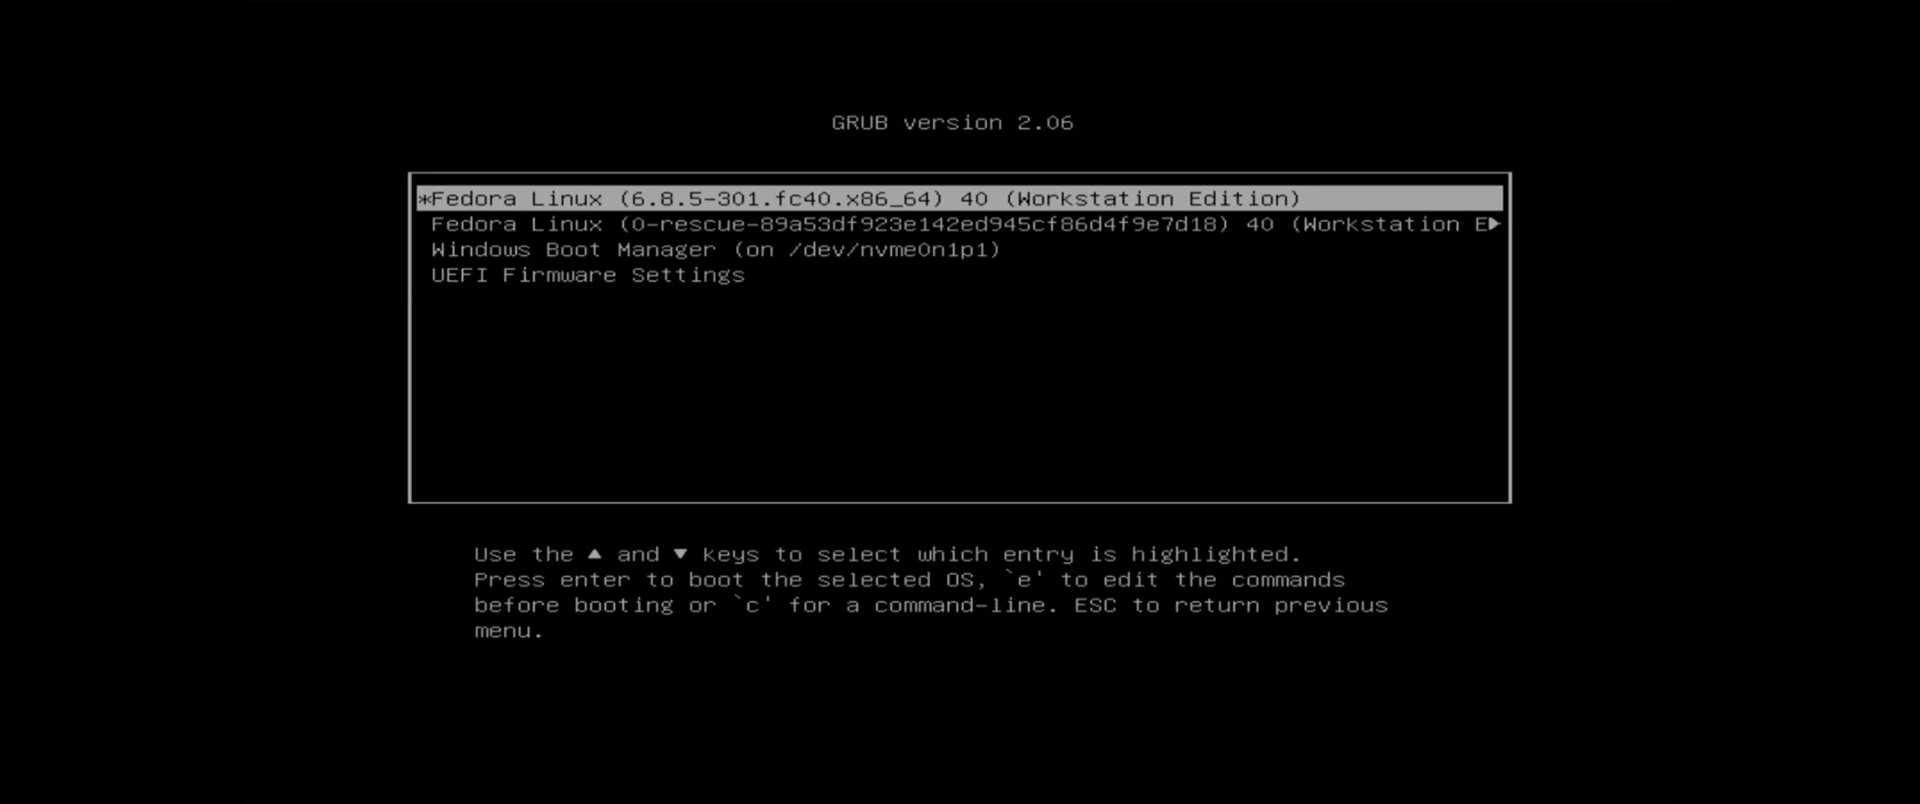 GRUB version 2.06
*Fedora Linux (6.8.5-301.fc40.x86_64) 40 (Workstation Edition)
Fedora Linux (0-rescue-89a53df923e142ed945cf86d4f9e7d18) 40 (Workstation E▶
Windows Boot Manager (on /dev/nvme0n1p1)
UEFI Firmware Settings
Use the ▲ and ▼ keys to select which entry is highlighted.
Press enter to boot the selected OS, `e' to edit the commands
before booting or `c' for a command-line. ESC to return previous
menu.